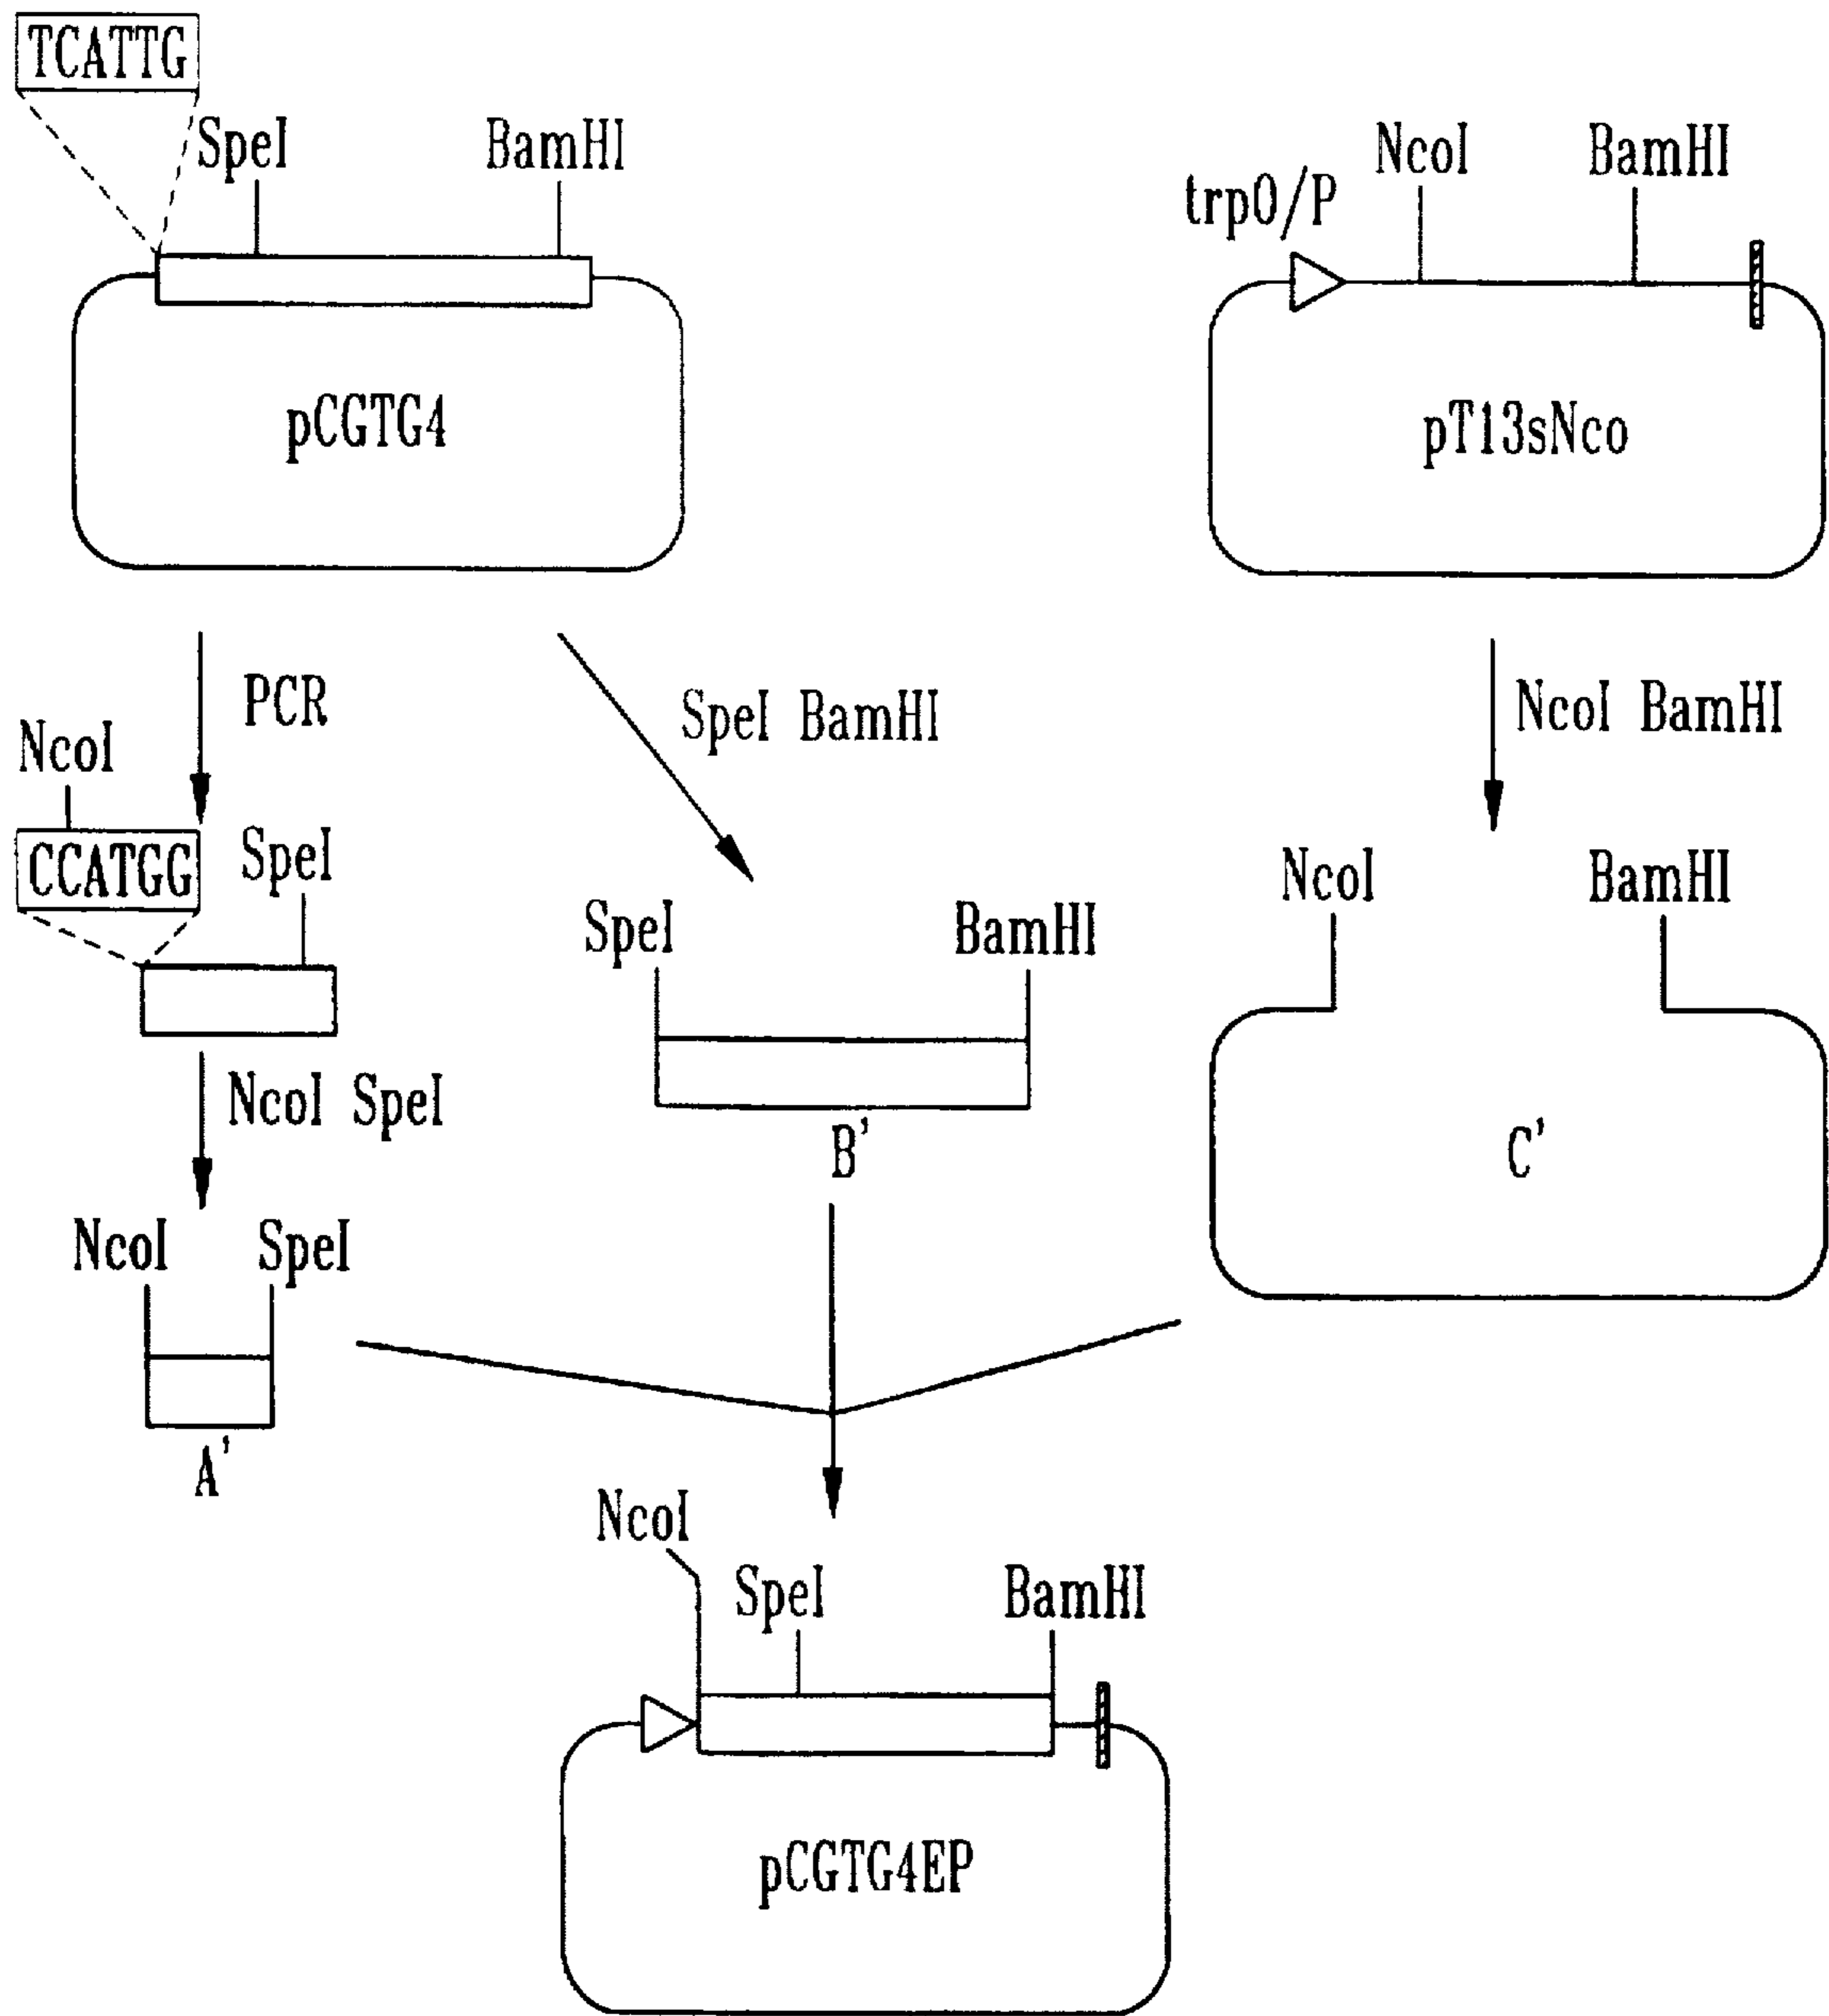 TCATTG
SpeI
BamHI
trpO/P
NcoI
BamHI
pCGTG4
pT13sNco
PCR
SpeI BamHI
NcoI BamHI
NcoI
CCATGG
SpeI
SpeI
BamHI
NcoI
BamHI
NcoI SpeI
B'
C'
NcoI
SpeI
A'
NcoI
SpeI
BamHI
pCGTG4EP